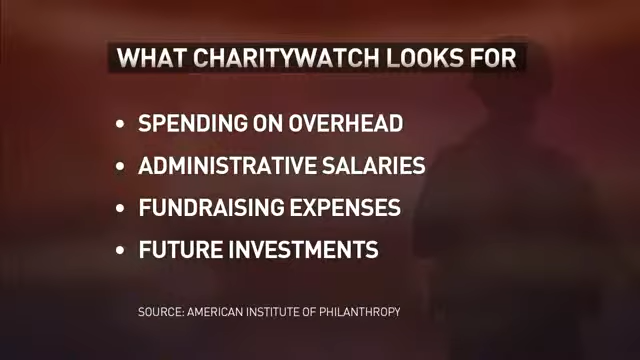 WHAT CHARITYWATCH LOOKS FOR
• SPENDING ON OVERHEAD
• ADMINISTRATIVE SALARIES
• FUNDRAISING EXPENSES
• FUTURE INVESTMENTS
SOURCE: AMERICAN INSTITUTE OF PHILANTHROPY